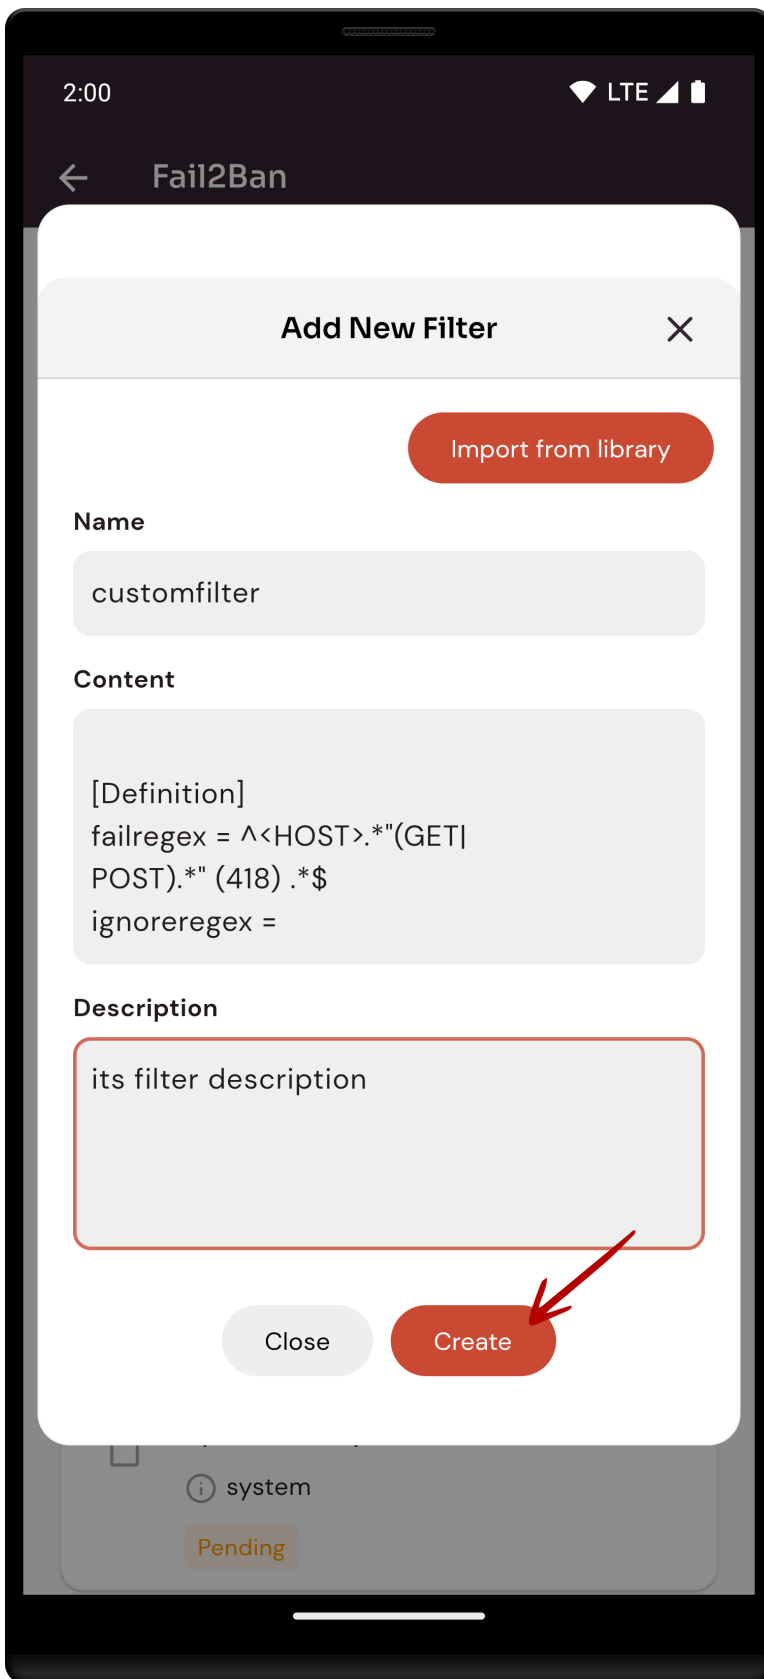 2:00
LTE
Fail2Ban
Add New Filter
Import from library
Name
customfilter
Content
[Definition]
failregex = ^<HOST>.*"(GET|
POST).*" (418) .*$
ignoreregex =
Description
its filter description
Close
Create
system
Pending